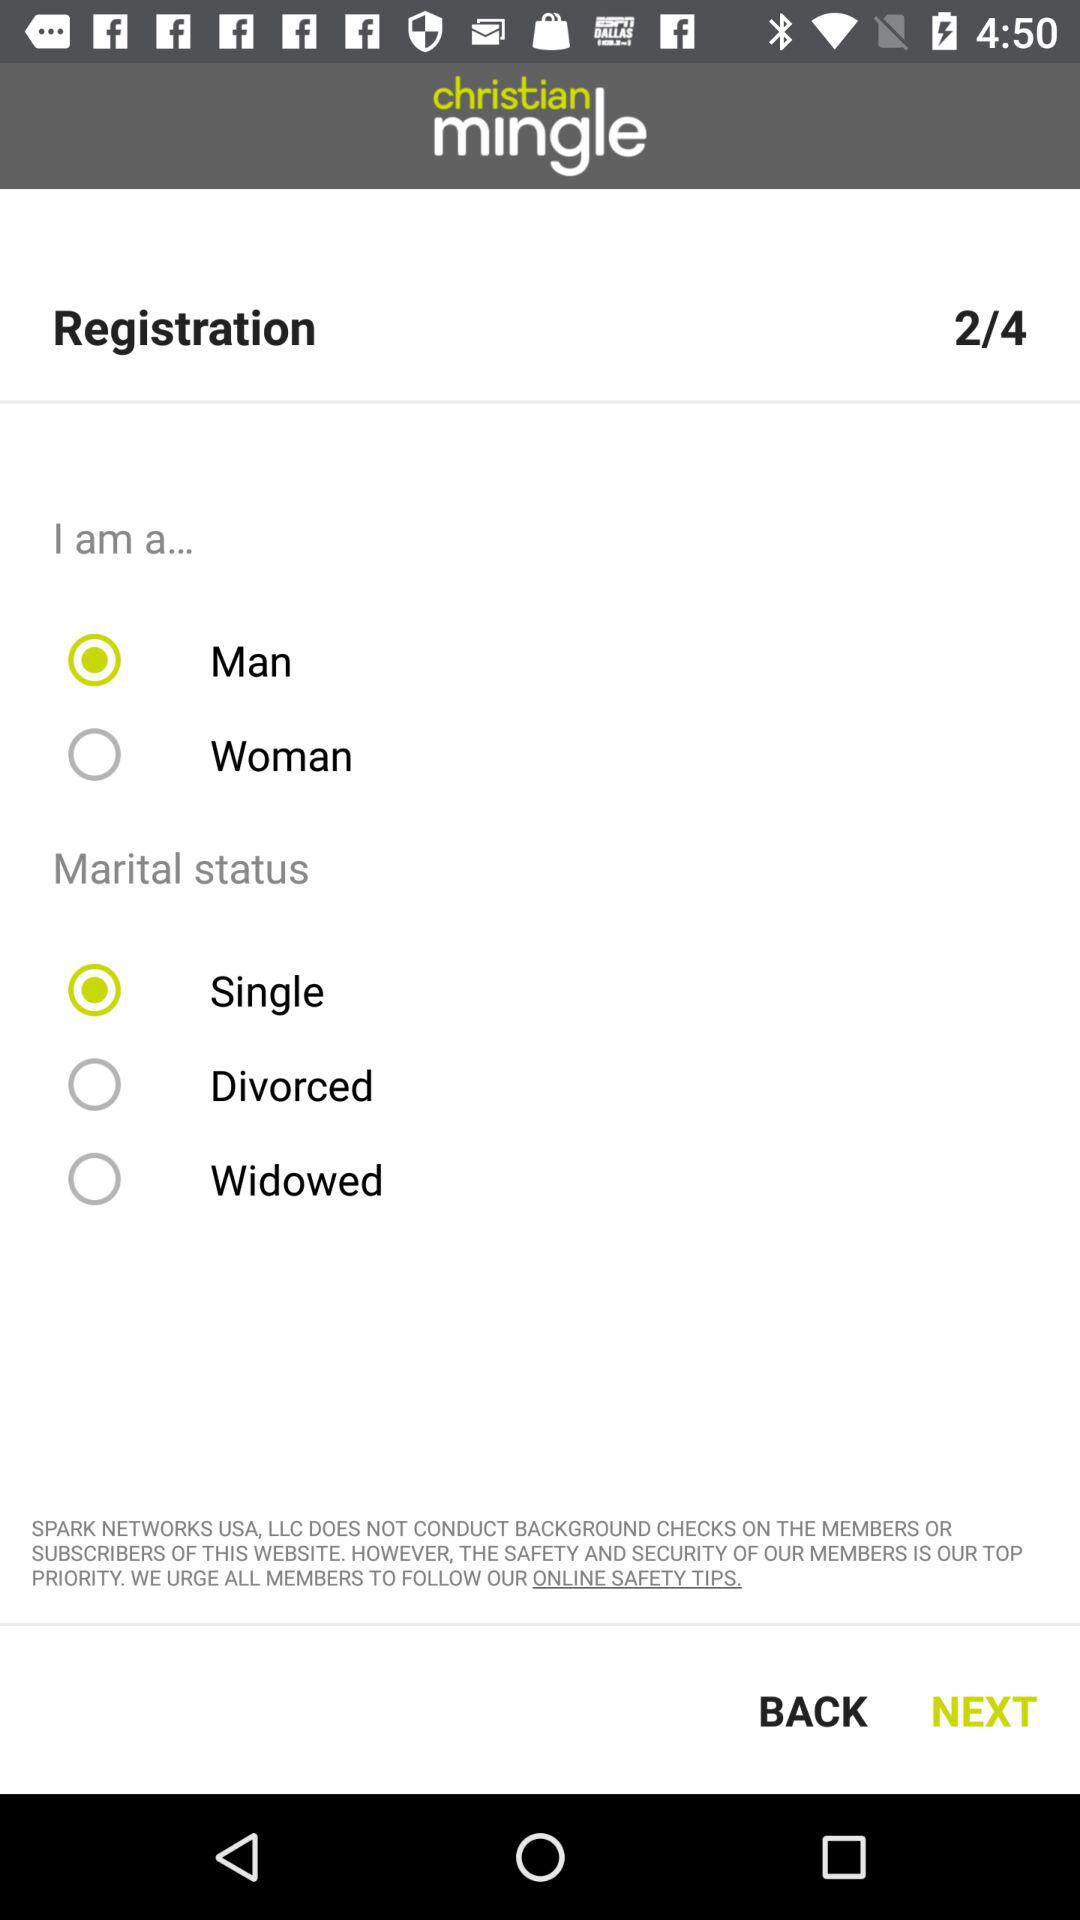 ESPN
DALLAS
4:50
christian
mingle
Registration 2/4
I am a...
Man
Woman
Marital status
Single
Divorced
Widowed
SPARK NETWORKS USA, LLC DOES NOT CONDUCT BACKGROUND CHECKS ON THE MEMBERS OR
SUBSCRIBERS OF THIS WEBSITE. HOWEVER, THE SAFETY AND SECURITY OF OUR MEMBERS IS OUR TOP
PRIORITY. WE URGE ALL MEMBERS TO FOLLOW OUR ONLINE SAFETY TIPS.
BACK NEXT